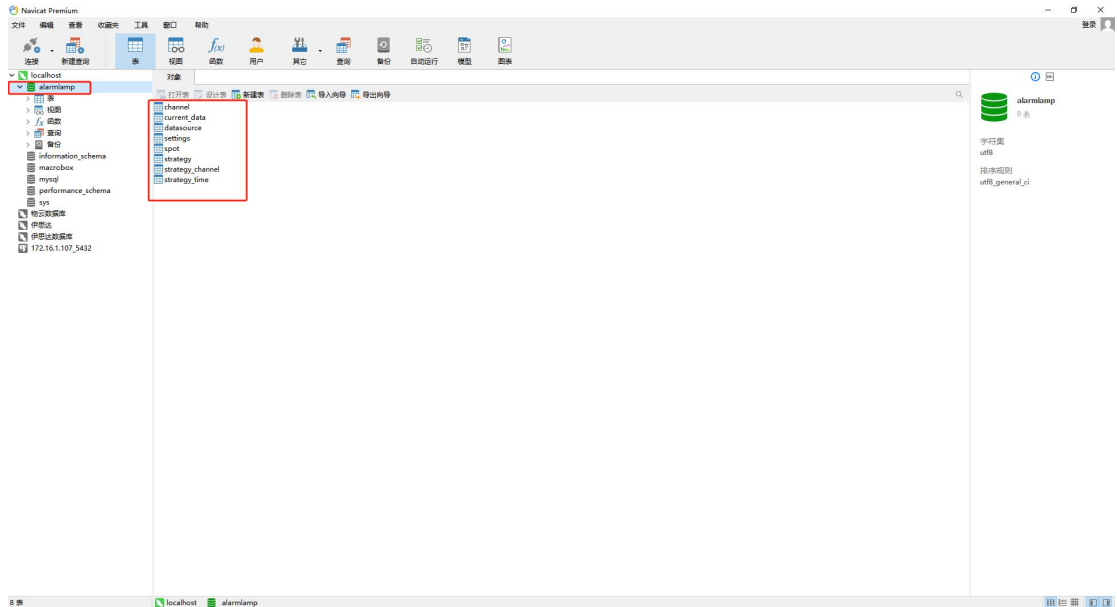 Navicat Premium
文件 编辑 查看 收藏夹 工具 窗口 帮助
登录
连接 新建查询 表 视图 函数 用户 其它 查询 备份 自动运行 模型 图表
localhost
alarmlamp
表
视图
函数
查询
备份
information_schema
macrobox
mysql
performance_schema
sys
物云数据库
伊思达
伊思达数据库
172.16.1.107_5432
对象
打开表 设计表 新建表 删除表 导入向导 导出向导
channel
current_data
datasource
settings
spot
strategy
strategy_channel
strategy_time
alarmlamp
8 表
字符集
utf8
排序规则
utf8_general_ci
8 表
localhost alarmlamp